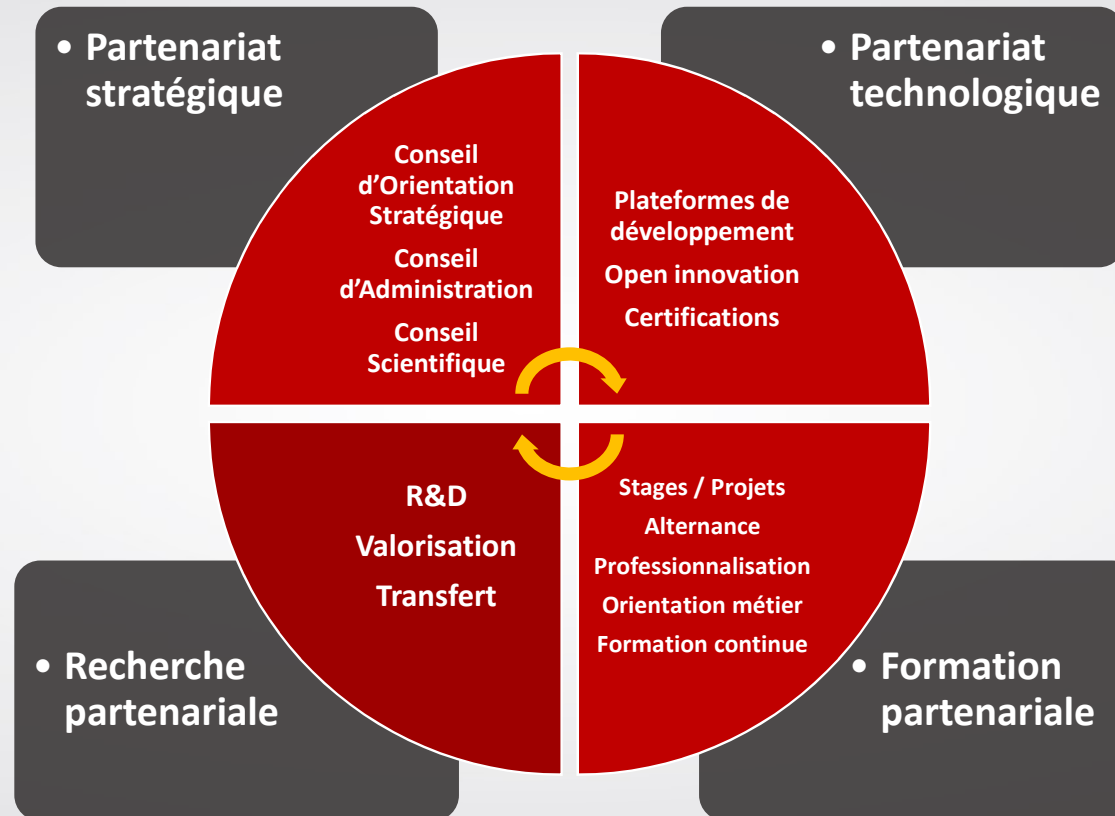 • Partenariat
stratégique
• Partenariat
technologique
Conseil
d’Orientation
Stratégique
Conseil
d’Administration
Conseil
Scientifique
Plateformes de
développement
Open innovation
Certifications
R&D
Valorisation
Transfert
Stages / Projets
Alternance
Professionnalisation
Orientation métier
Formation continue
• Recherche
partenariale
• Formation
partenariale